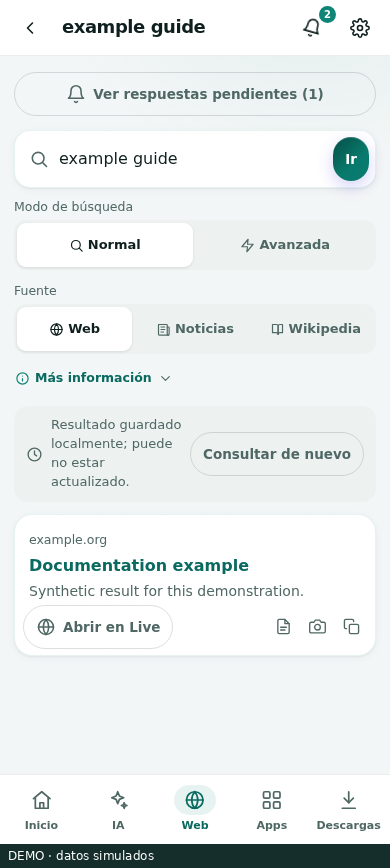 example guide
2
Ver respuestas pendientes (1)
example guide
Ir
Modo de búsqueda
Normal
Avanzada
Fuente
Web
Noticias
Wikipedia
Más información
Resultado guardado
localmente; puede
no estar
actualizado.
Consultar de nuevo
example.org
Documentation example
Synthetic result for this demonstration.
Abrir en Live
Inicio
IA
Web
Apps
Descargas
DEMO · datos simulados